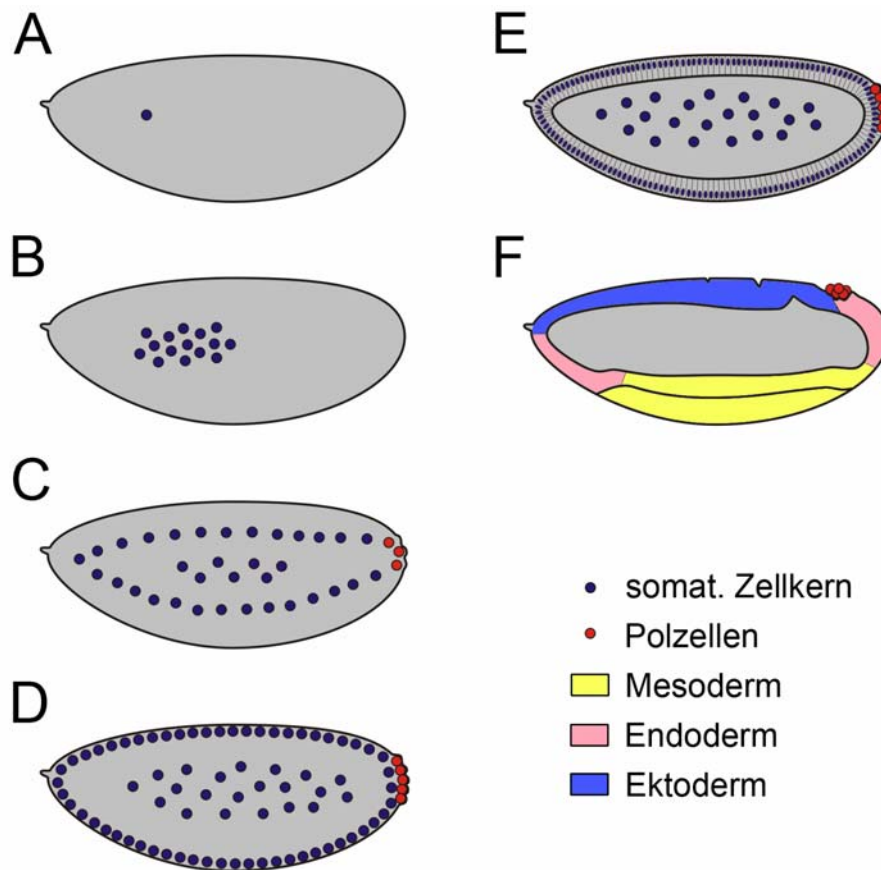 A
B
C
D
E
F
somat. Zellkern
Polzellen
Mesoderm
Endoderm
Ektoderm